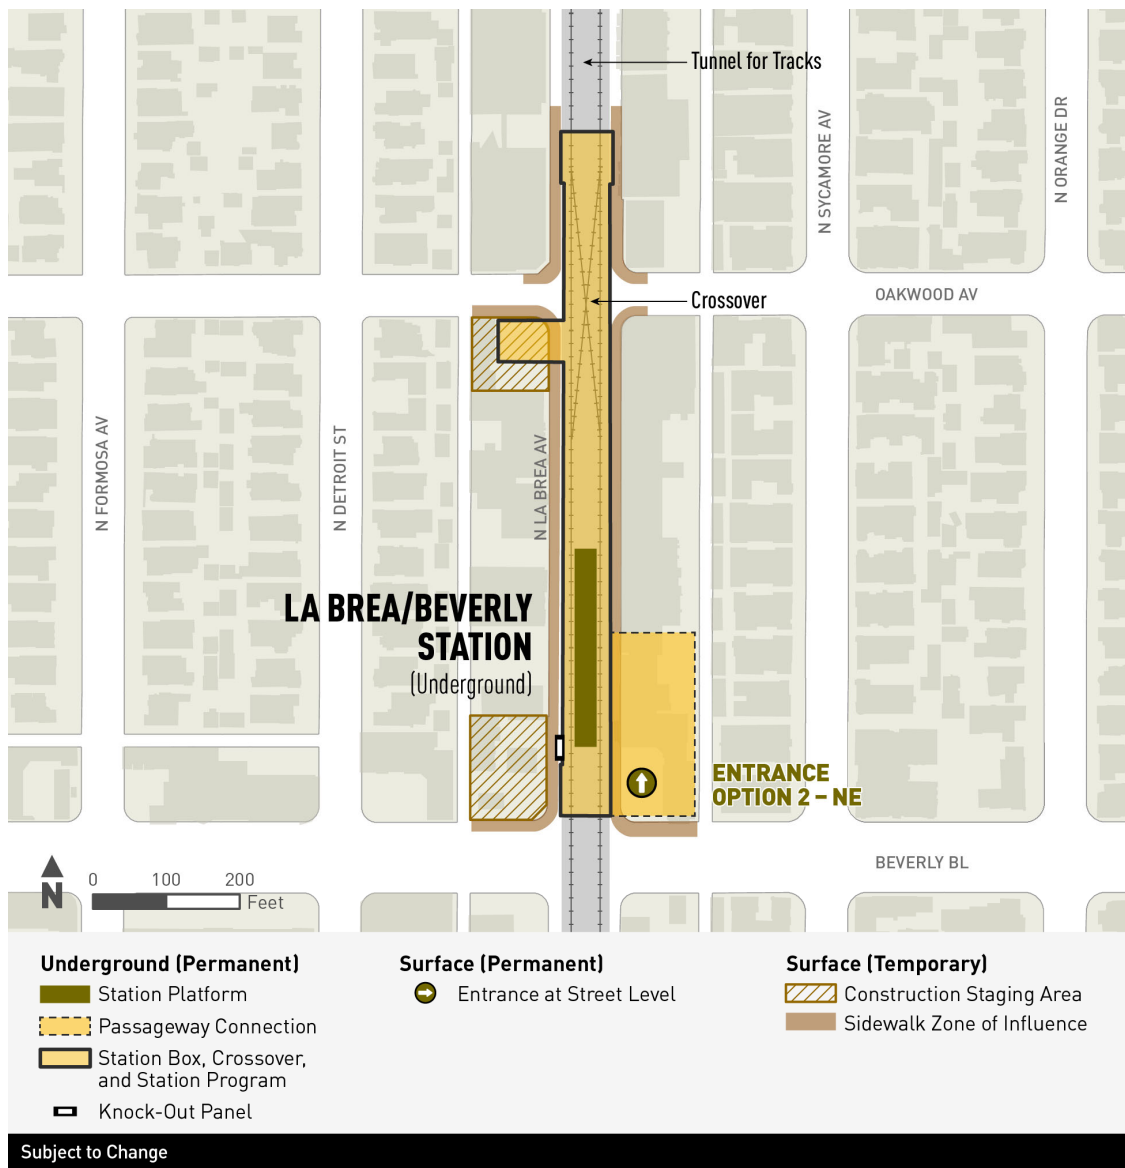 Tunnel for Tracks
N SYCAMORE AV
N ORANGE DR
OAKWOOD AV
Crossover
N FORMOSA AV
N DETROIT ST
N LA BREA AV
LA BREA/BEVERLY
STATION
(Underground)
ENTRANCE
OPTION 2 – NE
BEVERLY BL
N
0 100 200
Feet
Underground (Permanent)
Station Platform
Passageway Connection
Station Box, Crossover,
and Station Program
Knock-Out Panel
Surface (Permanent)
Entrance at Street Level
Surface (Temporary)
Construction Staging Area
Sidewalk Zone of Influence
Subject to Change